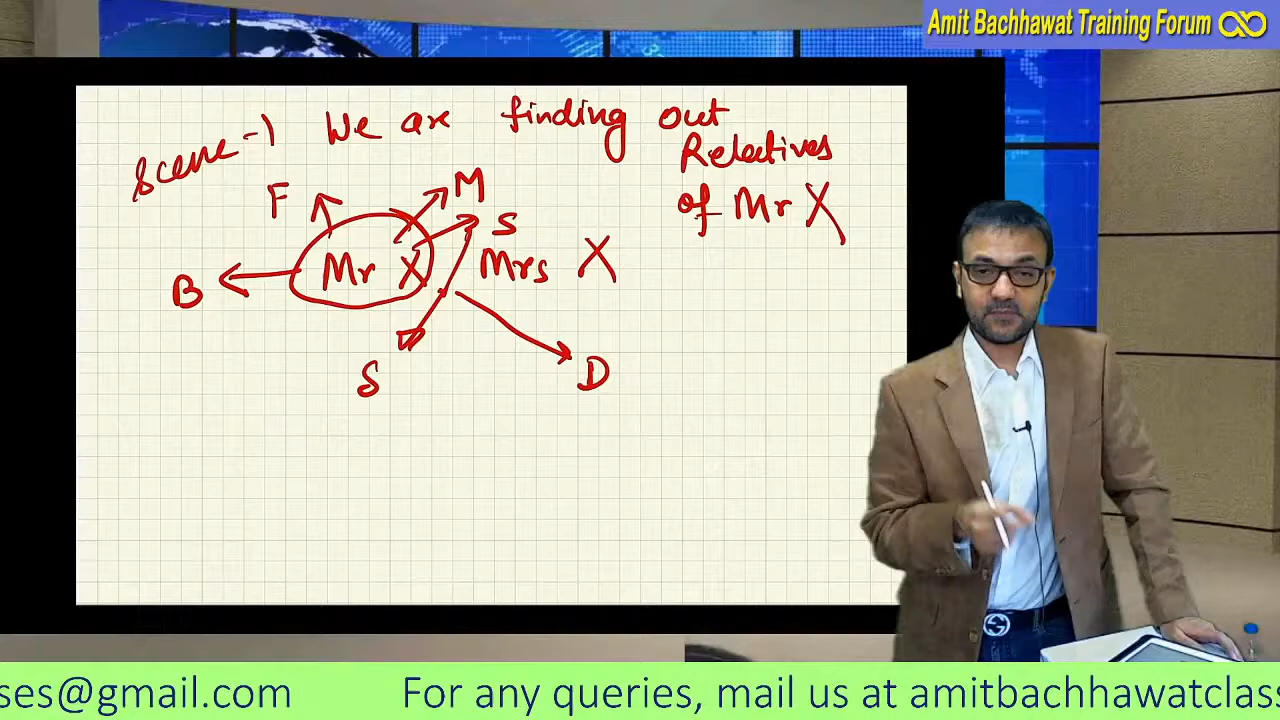 Amit Bachhawat Training Forum
Scene-1 We are finding out
Relatives
of Mr X
F
M
S
B
Mr X
Mrs X
S
D
ses@gmail.com For any queries, mail us at amitbachhawatclass